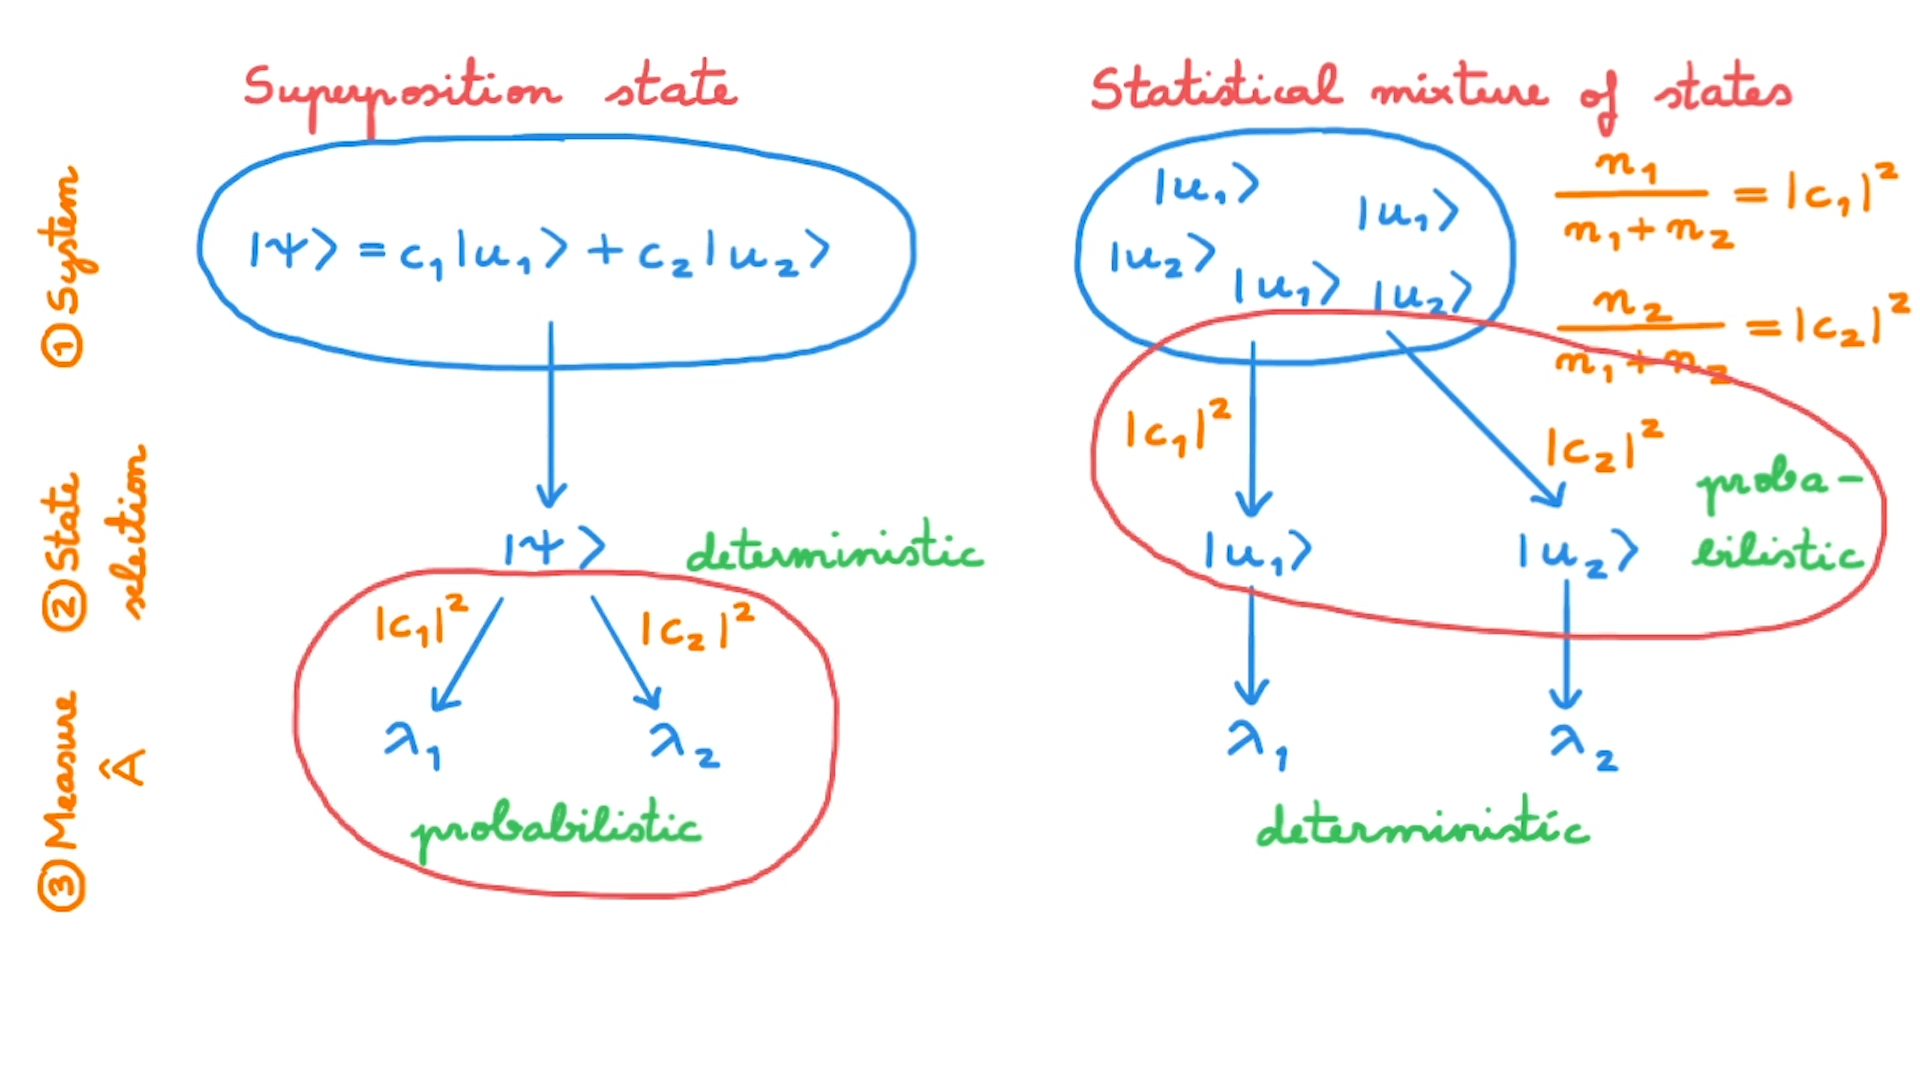 Superposition state
|ψ⟩ = c₁|u₁⟩ + c₂|u₂⟩
|ψ⟩
deterministic
|c₁|²
|c₂|²
λ₁
λ₂
probabilistic
Statistical mixture of states
|u₁⟩
|u₁⟩
|u₂⟩
|u₁⟩
|u₂⟩
n₁
n₁ + n₂
= |c₁|²
n₂
n₁ + n₂
= |c₂|²
|c₁|²
|c₂|²
proba-
bilistic
|u₁⟩
|u₂⟩
λ₁
λ₂
deterministic
① System
② State
selection
③ Measure
Â